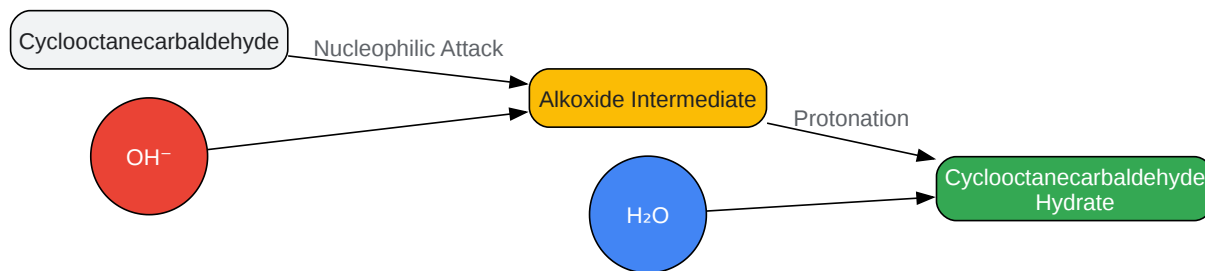 Cyclooctanecarbaldehyde
Nucleophilic Attack
OH⁻
Alkoxide Intermediate
Protonation
H₂O
Cyclooctanecarbaldehyde
Hydrate